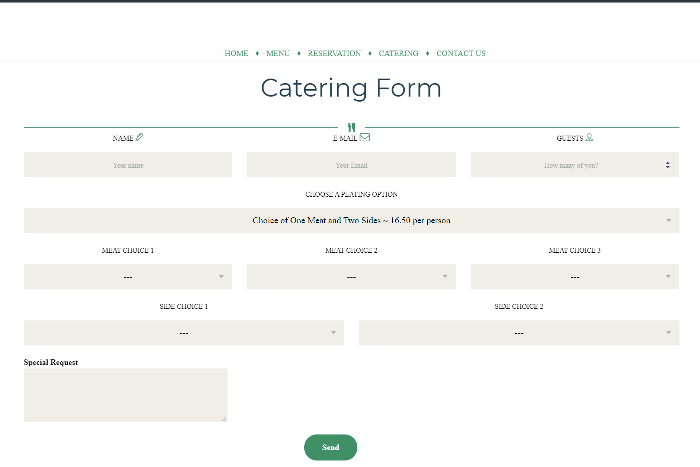 HOME ♦ MENU ♦ RESERVATION ♦ CATERING ♦ CONTACT US
Catering Form
NAME E-MAIL GUESTS
Your name Your Email How many of you?
CHOOSE A PLATING OPTION
Choice of One Meat and Two Sides ~ 16.50 per person
MEAT CHOICE 1 MEAT CHOICE 2 MEAT CHOICE 3
--- --- ---
SIDE CHOICE 1 SIDE CHOICE 2
--- ---
Special Request
Send